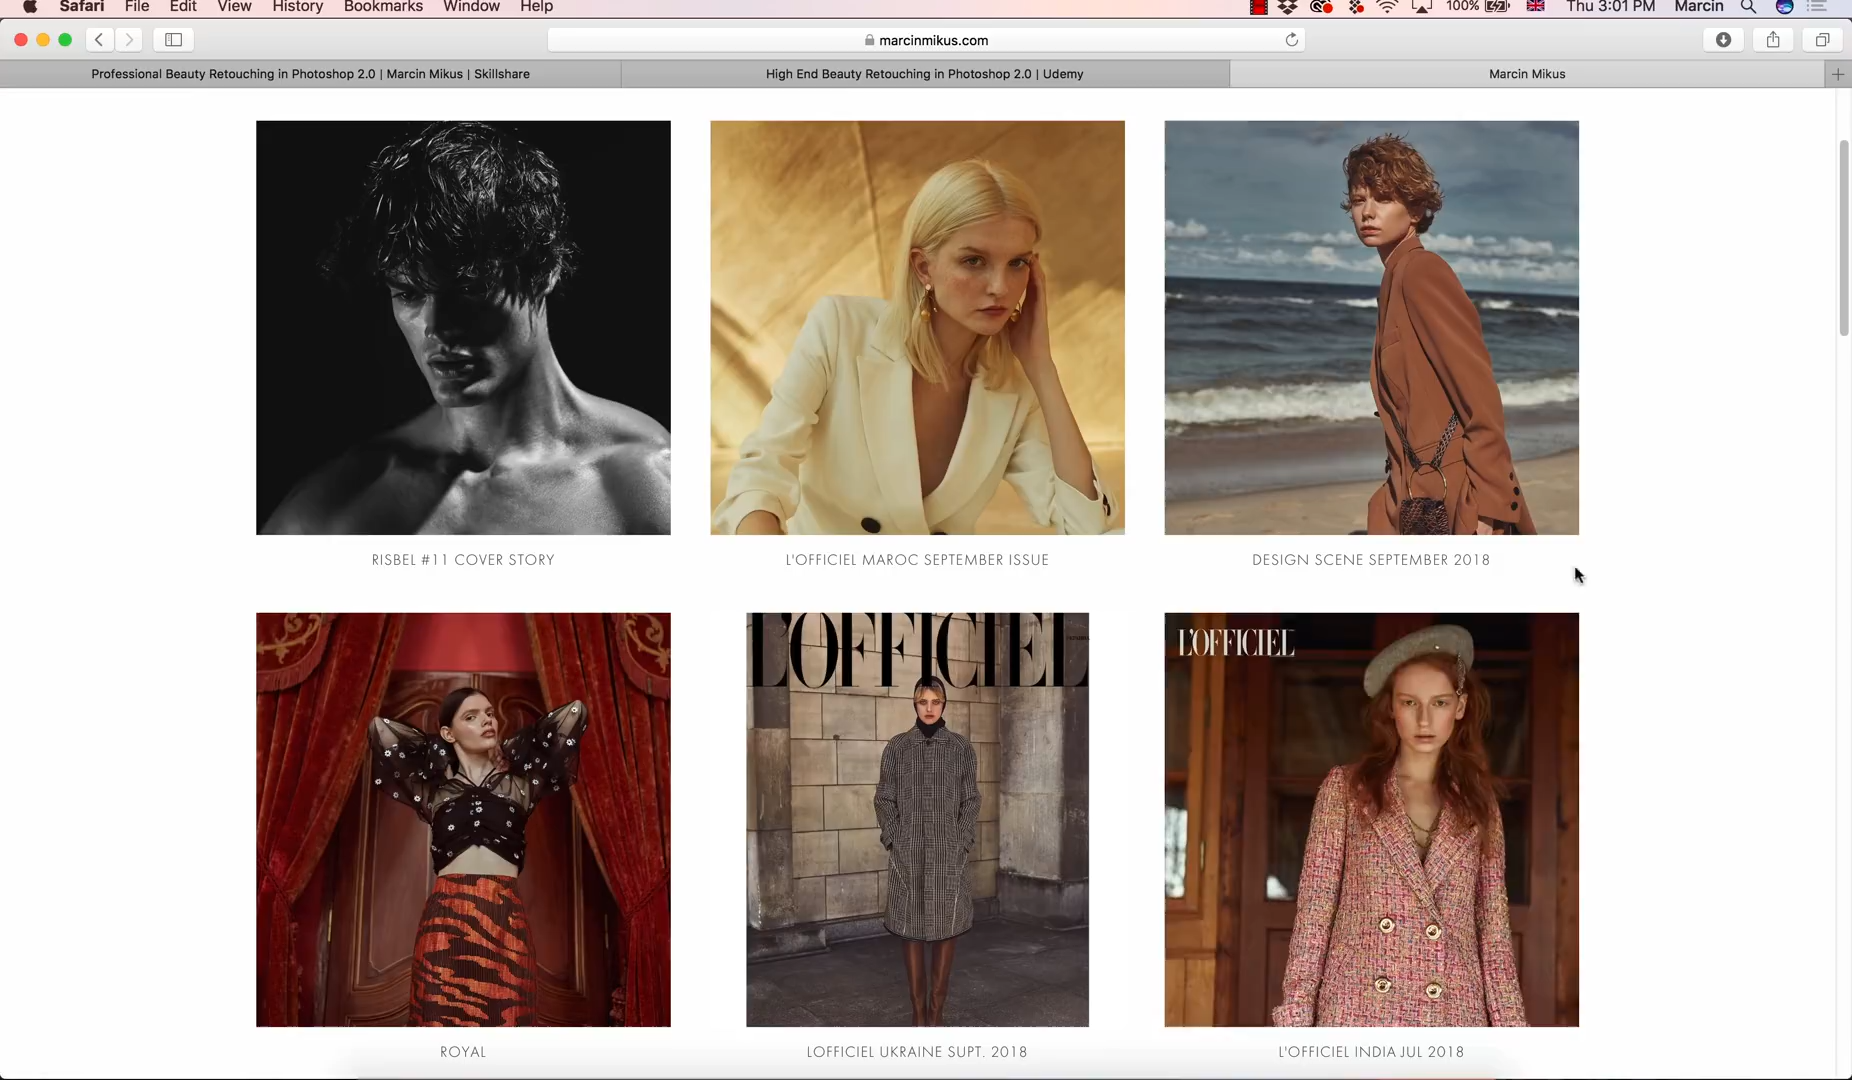 Safari File Edit View History Bookmarks Window Help 100% Thu 3:01 PM Marcin
marcinmikus.com
Professional Beauty Retouching in Photoshop 2.0 | Marcin Mikus | Skillshare
High End Beauty Retouching in Photoshop 2.0 | Udemy
Marcin Mikus
RISBEL #11 COVER STORY
L'OFFICIEL MAROC SEPTEMBER ISSUE
DESIGN SCENE SEPTEMBER 2018
L'OFFICIEL
L'OFFICIEL
ROYAL
LOFFICIEL UKRAINE SUPT. 2018
L'OFFICIEL INDIA JUL 2018